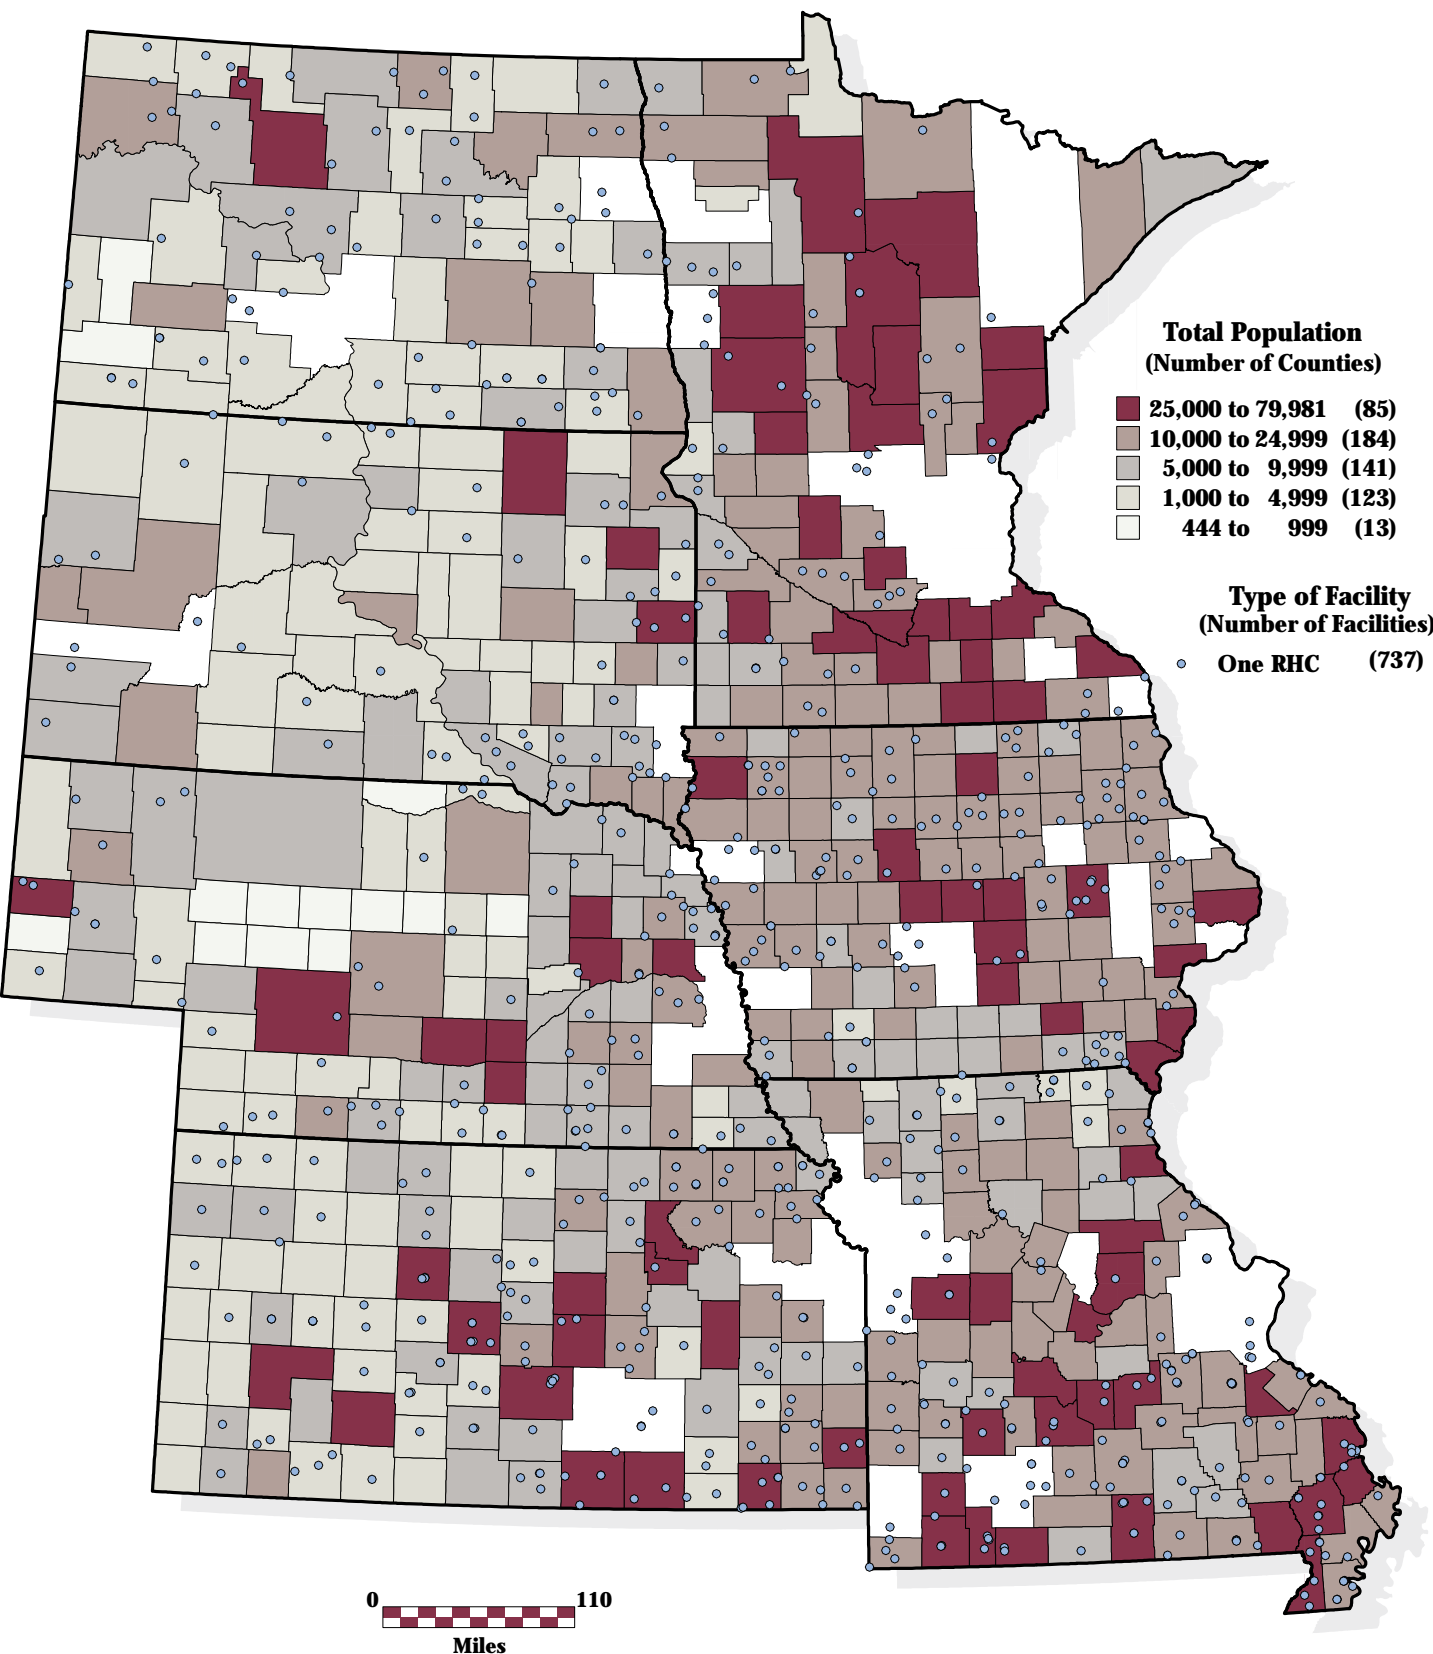 Total Population
(Number of Counties)
25,000 to 79,981 (85)
10,000 to 24,999 (184)
5,000 to 9,999 (141)
1,000 to 4,999 (123)
444 to 999 (13)
Type of Facility
(Number of Facilities)
One RHC (737)
0 110
Miles